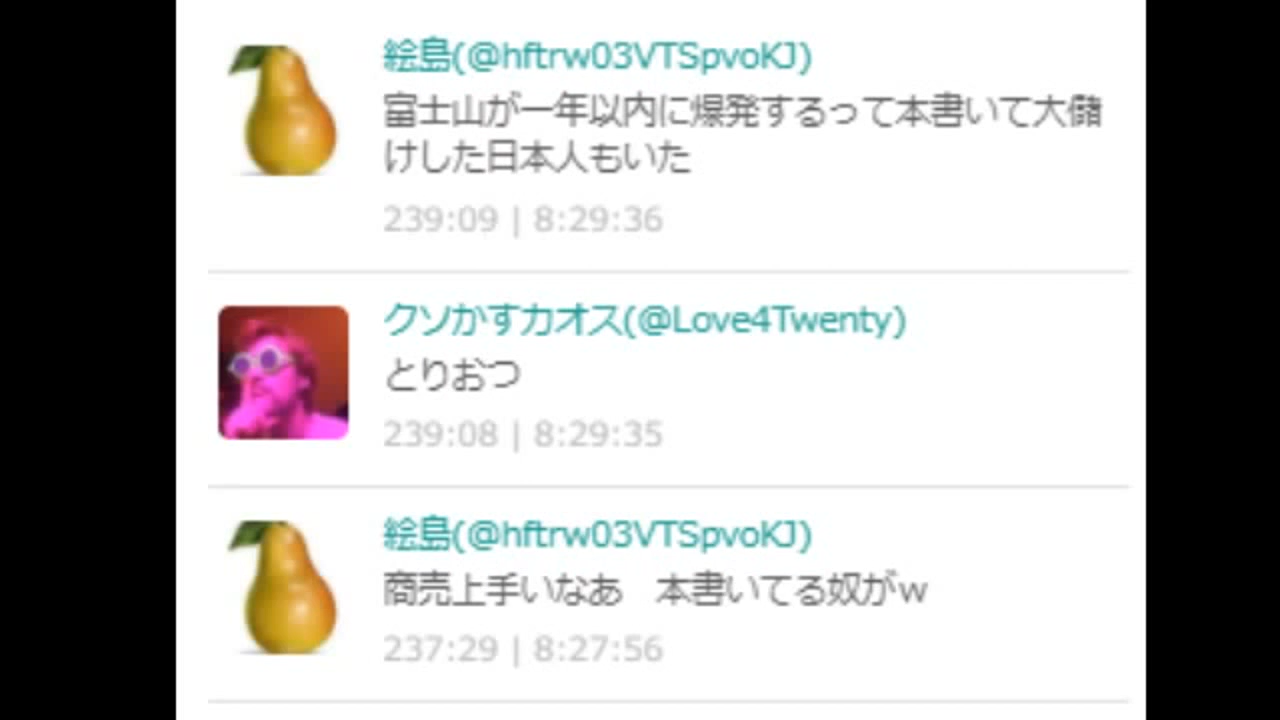 絵島(@hftrw03VTSpvoKJ)
富士山が一年以内に爆発するって本書いて大儲
けした日本人もいた
239:09 | 8:29:36
クソかすカオス(@Love4Twenty)
とりおつ
239:08 | 8:29:35
絵島(@hftrw03VTSpvoKJ)
商売上手いなあ　本書いてる奴がｗ
237:29 | 8:27:56